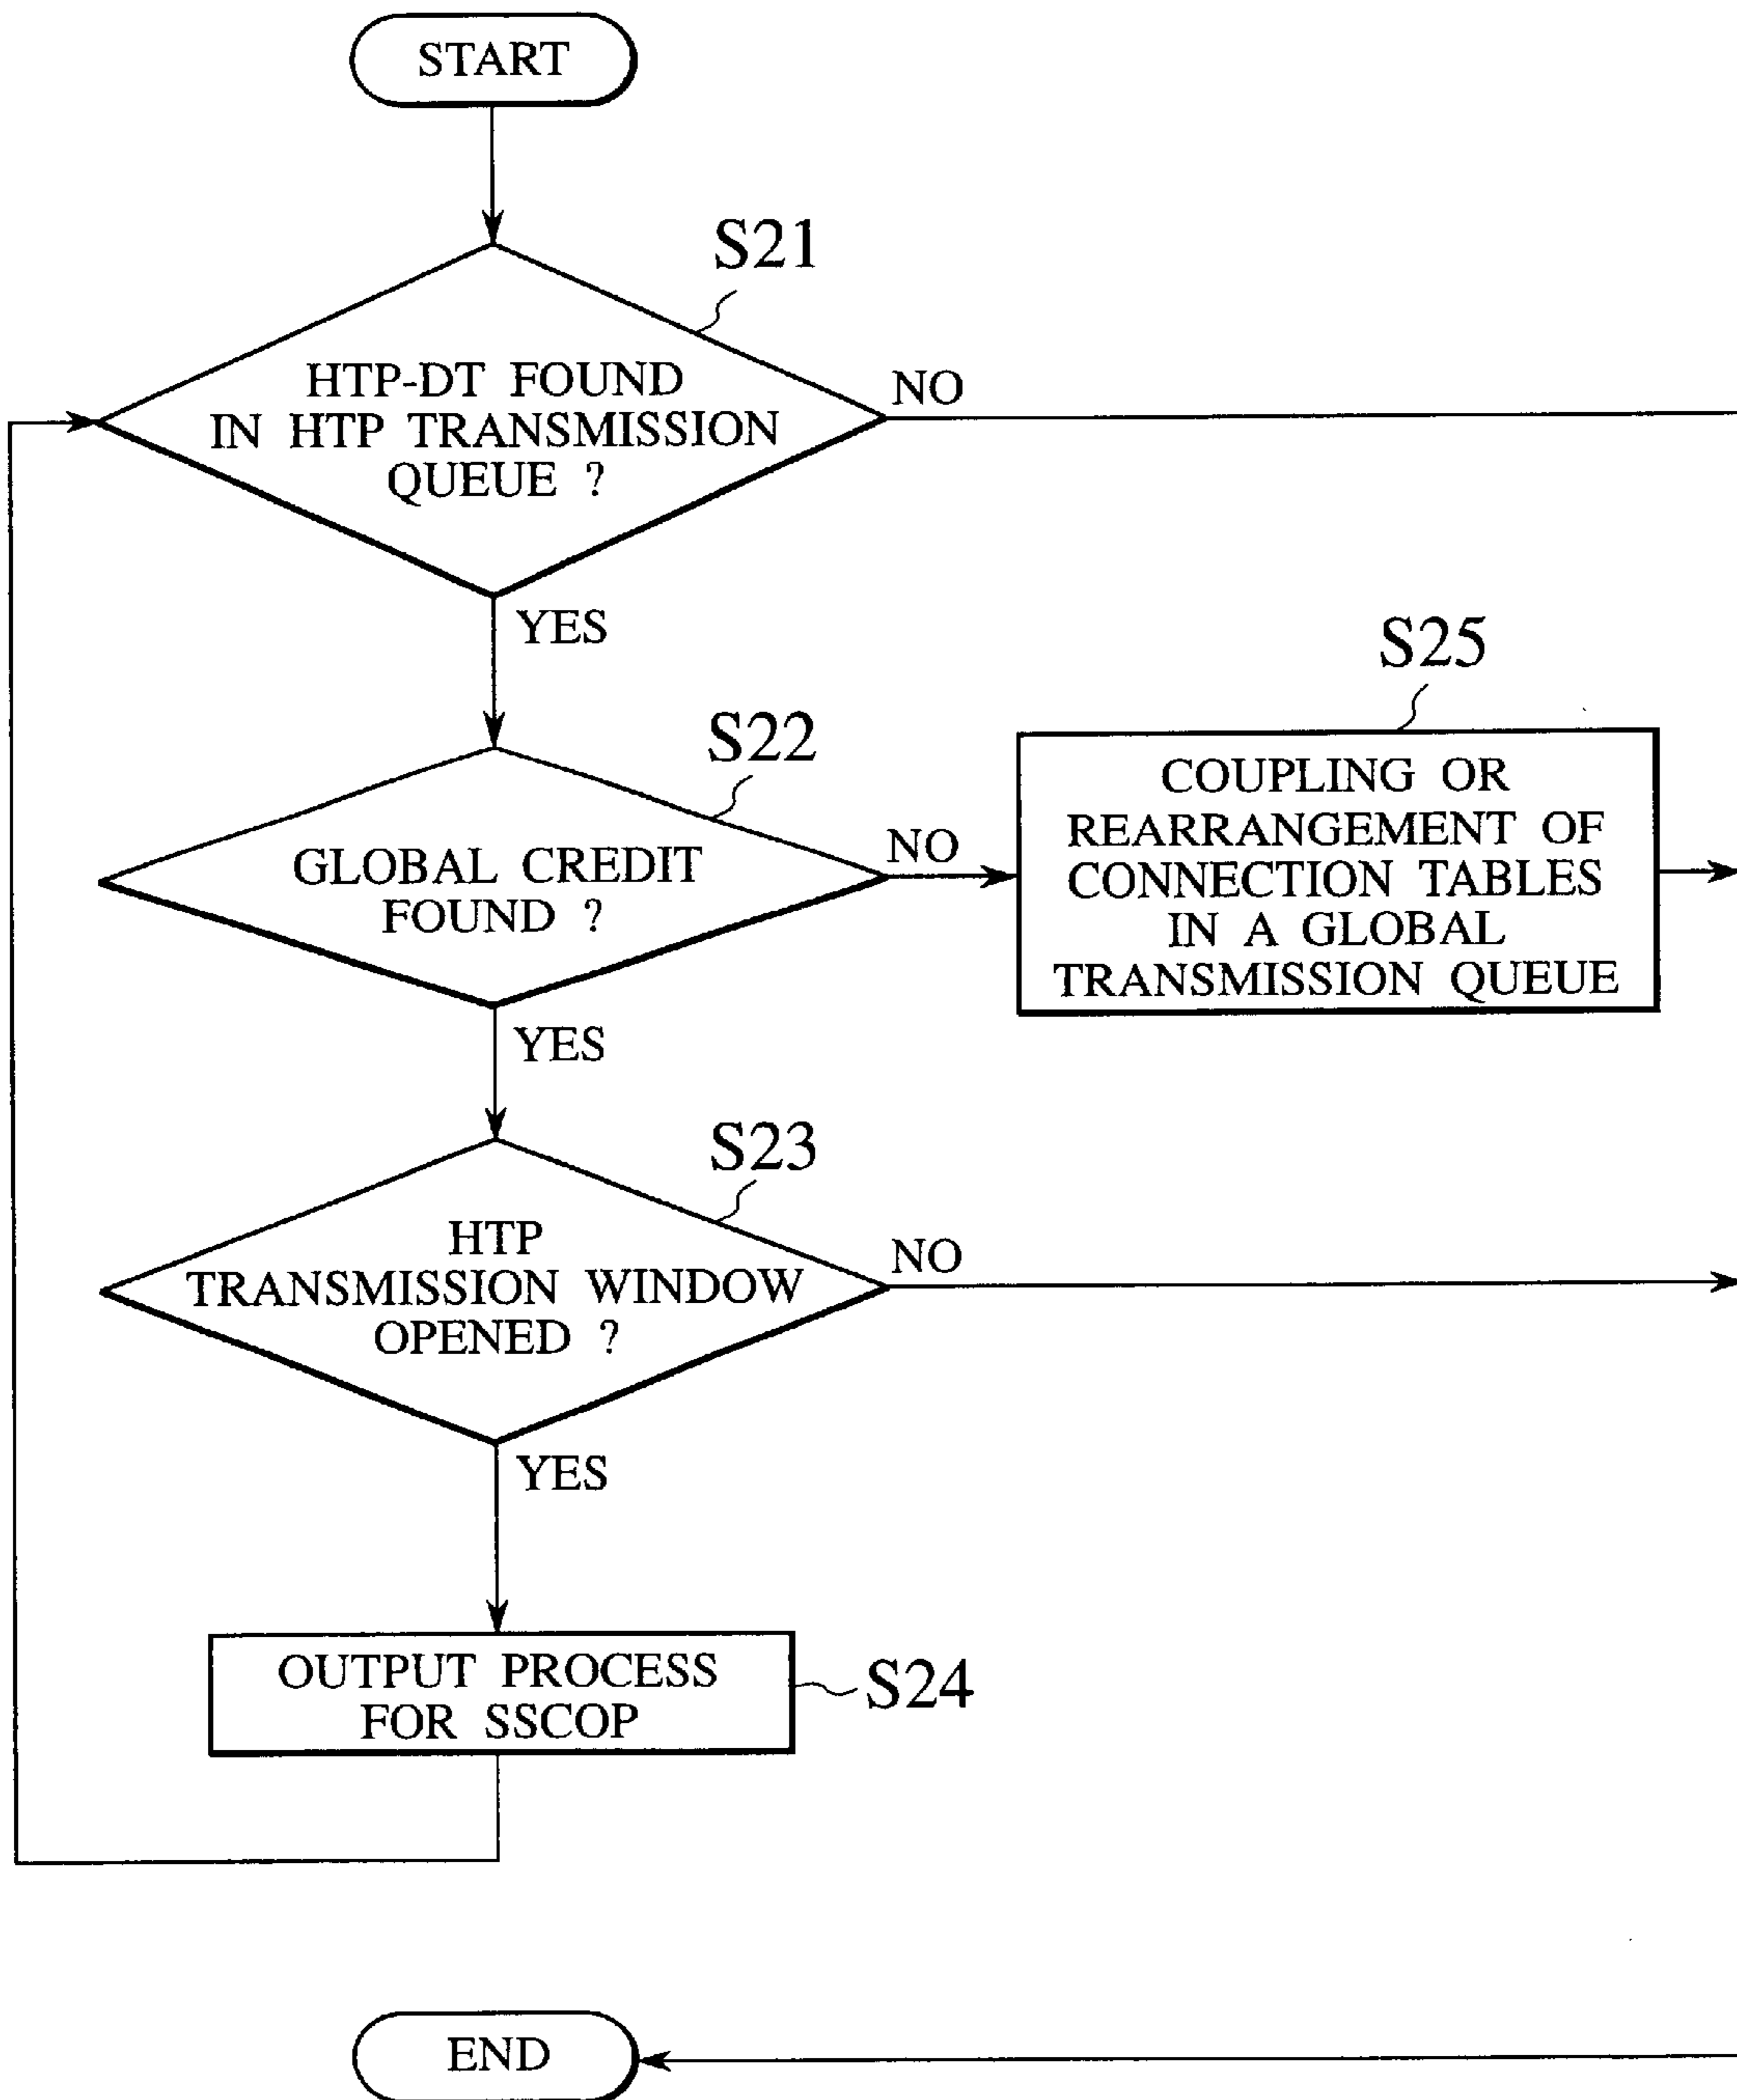 START
S21
HTP-DT FOUND
IN HTP TRANSMISSION
QUEUE ?
NO
YES
S22
GLOBAL CREDIT
FOUND ?
NO
S25
COUPLING OR
REARRANGEMENT OF
CONNECTION TABLES
IN A GLOBAL
TRANSMISSION QUEUE
YES
S23
HTP
TRANSMISSION WINDOW
OPENED ?
NO
YES
OUTPUT PROCESS
FOR SSCOP
S24
END